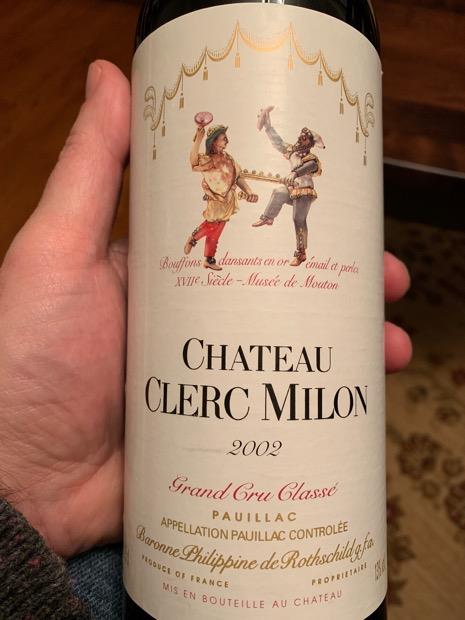 Bouffons dansants en or émail et perles
XVIIe Siècle - Musée de Mouton
CHATEAU
CLERC MILON
2002
Grand Cru Classé
PAUILLAC
APPELLATION PAUILLAC CONTROLÉE
Baronne Philippine de Rothschild g.f.a.
PRODUCE OF FRANCE
PROPRIETAIRE
MIS EN BOUTEILLE AU CHATEAU